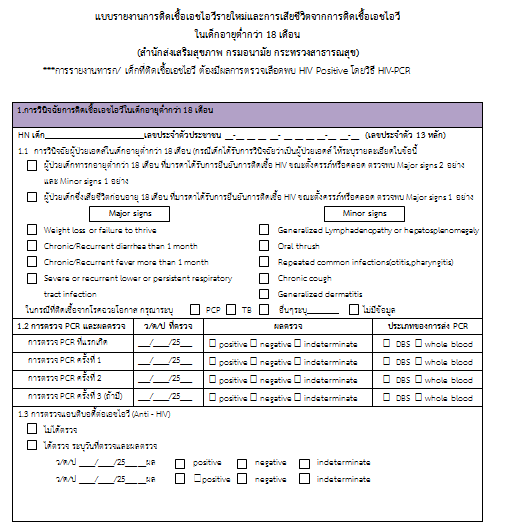 แบบรายงานการติดเชื้อเอชไอวีรายใหม่และการเสียชีวิตจากการติดเชื้อเอชไอวี
ในเด็กอายุต่ำกว่า 18 เดือน
(สำนักส่งเสริมสุขภาพ กรมอนามัย กระทรวงสาธารณสุข)
***การรายงานทารก/ เด็กที่ติดเชื้อเอชไอวี ต้องมีผลการตรวจเลือดพบ HIV Positive โดยวิธี HIV-PCR
1.การวินิจฉัยการติดเชื้อเอชไอวีในเด็กอายุต่ำกว่า 18 เดือน
HN เด็ก____________________เลขประจำตัวประชาชน __-__ __ __ __-__ __ __ __ __-__ __-__ (เลขประจำตัว 13 หลัก)
1.1 การวินิจฉัยผู้ป่วยเอดส์ในเด็กอายุต่ำกว่า 18 เดือน (กรณีเด็กได้รับการวินิจฉัยว่าเป็นผู้ป่วยเอดส์ ให้ระบุรายละเอียดในข้อนี้
☐ ผู้ป่วยเด็กทารกอายุต่ำกว่า 18 เดือน ที่มารดาได้รับการยืนยันการติดเชื้อ HIV ขณะตั้งครรภ์หรือคลอด ตรวจพบ Major signs 2 อย่าง
และ Minor signs 1 อย่าง
☐ ผู้ป่วยเด็กซึ่งเสียชีวิตก่อนอายุ 18 เดือน ที่มารดาได้รับการยืนยันการติดเชื้อ HIV ขณะตั้งครรภ์หรือคลอด ตรวจพบ Major signs 1 อย่าง
Major signs Minor signs
☐ Weight loss or failure to thrive ☐ Generalized Lymphadenopathy or hepatosplenomegaly
☐ Chronic/Recurrent diarrhea than 1 month ☐ Oral thrush
☐ Chronic/Recurrent fever more than 1 month ☐ Repeated common infections(otitis,pharyngitis)
☐ Severe or recurrent lower or persistent respiratory ☐ Chronic cough
tract infection ☐ Generalized dermatitis
ในกรณีที่ติดเชื้อจากโรคฉวยโอกาส กรุณาระบุ ☐ PCP ☐ TB ☐ อื่นๆระบุ_______ ☐ ไม่มีข้อมูล
1.2 การตรวจ PCR และผลตรวจ ว/ด/ป ที่ตรวจ ผลตรวจ ประเภทของการส่ง PCR
การตรวจ PCR ที่แรกเกิด ___/___/25___ ☐ positive ☐ negative ☐ indeterminate ☐ DBS ☐ whole blood
การตรวจ PCR ครั้งที่ 1 ___/___/25___ ☐ positive ☐ negative ☐ indeterminate ☐ DBS ☐ whole blood
การตรวจ PCR ครั้งที่ 2 ___/___/25___ ☐ positive ☐ negative ☐ indeterminate ☐ DBS ☐ whole blood
การตรวจ PCR ครั้งที่ 3 (ถ้ามี) ___/___/25___ ☐ positive ☐ negative ☐ indeterminate ☐ DBS ☐ whole blood
1.3 การตรวจแอนติบอดี้ต่อเอชไอวี (Anti - HIV)
☐ ไม่ได้ตรวจ
☐ ได้ตรวจ ระบุวันที่ตรวจและผลตรวจ
ว/ด/ป ____/____/25_____ผล ☐ positive ☐ negative ☐ indeterminate
ว/ด/ป ____/____/25_____ผล ☐ ☐positive ☐ negative ☐ indeterminate